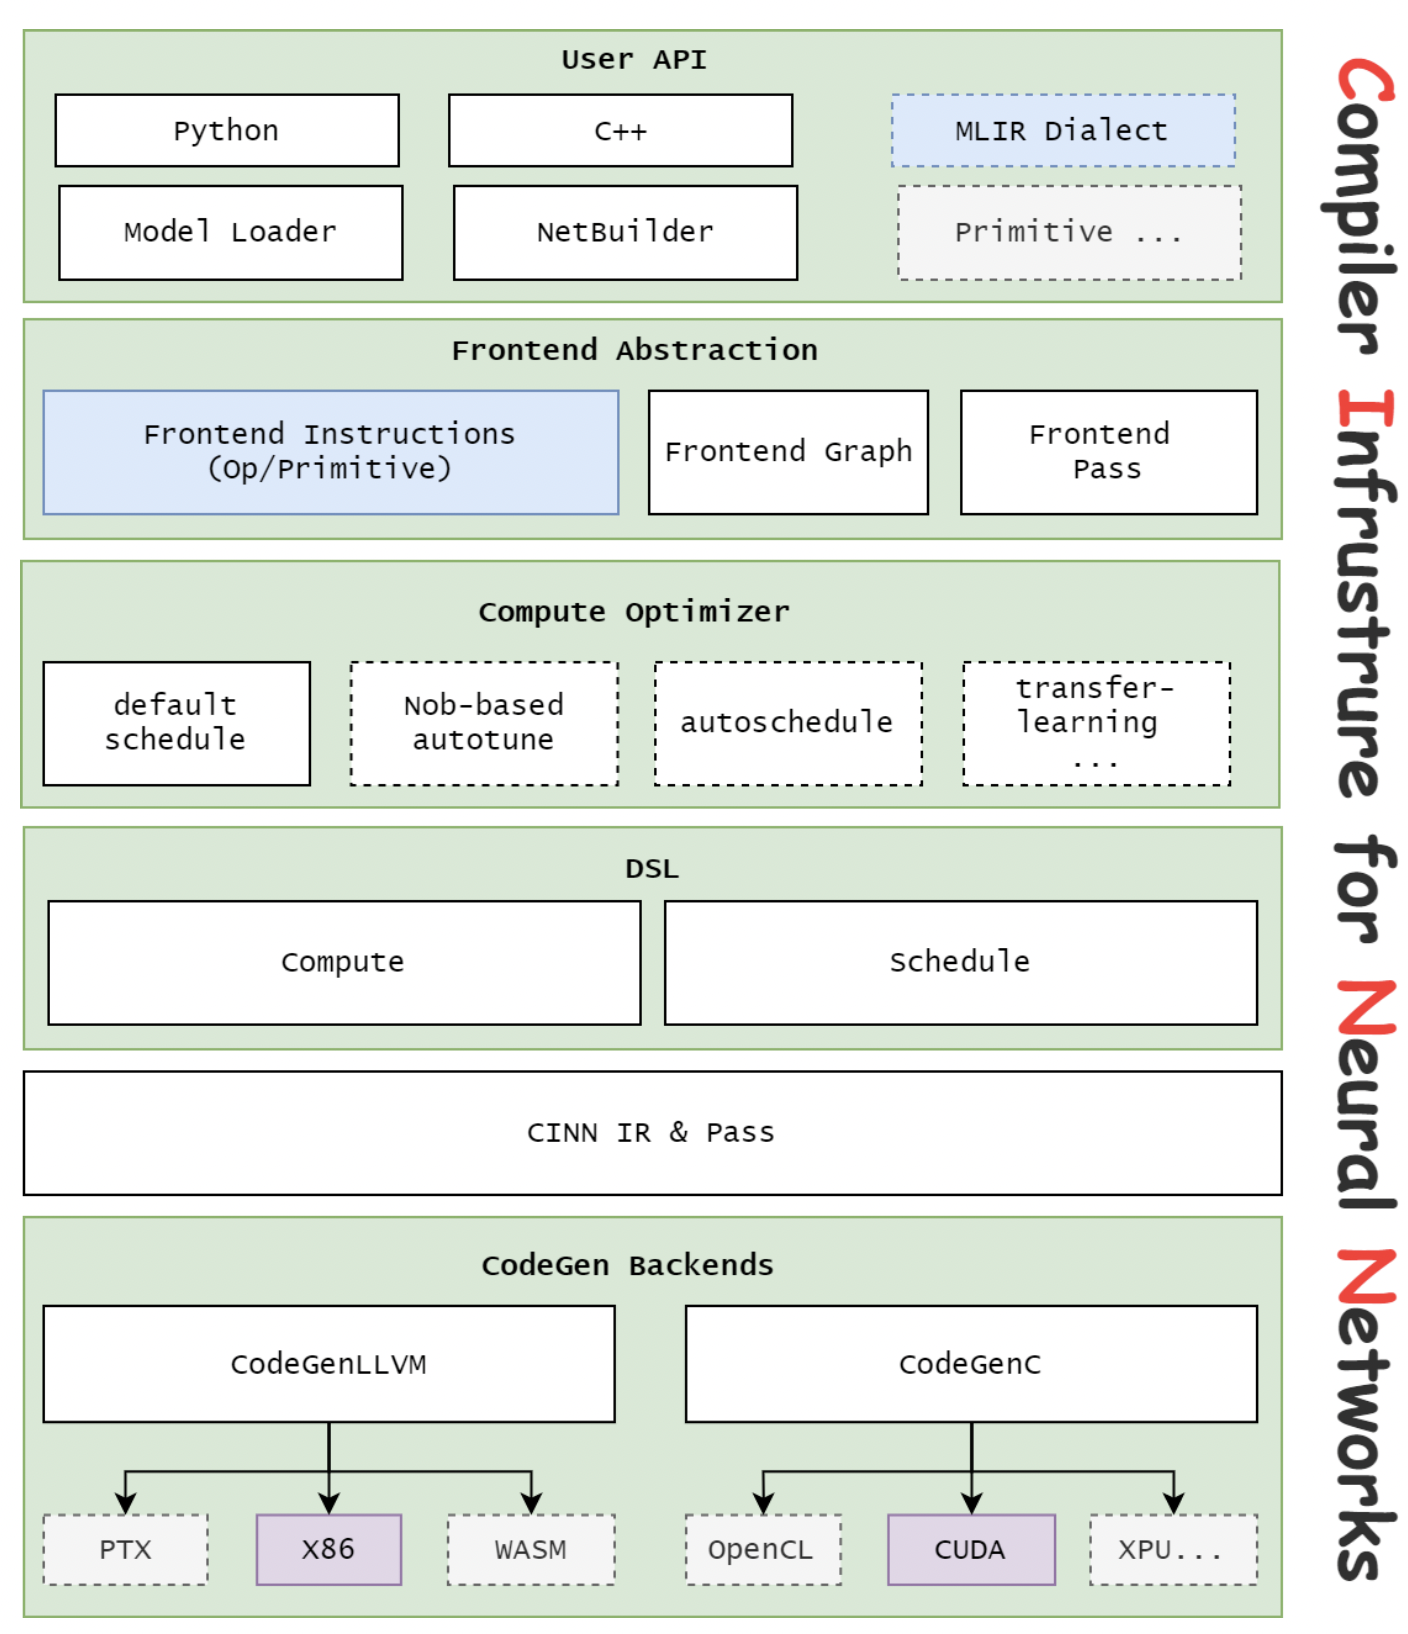 User API
Python
C++
MLIR Dialect
Model Loader
NetBuilder
Primitive ...
Frontend Abstraction
Frontend Instructions
(Op/Primitive)
Frontend Graph
Frontend
Pass
Compute Optimizer
default
schedule
Nob-based
autotune
autoschedule
transfer-
learning
...
DSL
Compute
Schedule
CINN IR & Pass
CodeGen Backends
CodeGenLLVM
CodeGenC
PTX
X86
WASM
OpenCL
CUDA
XPU...
Compiler Infrustrure for Neural Networks